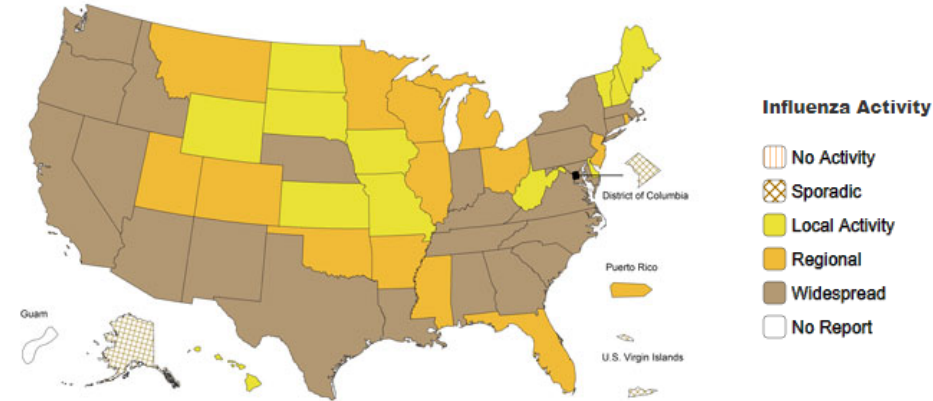 Influenza Activity
No Activity
Sporadic
District of Columbia
Local Activity
Regional
Puerto Rico
Widespread
Guam
No Report
U.S. Virgin Islands